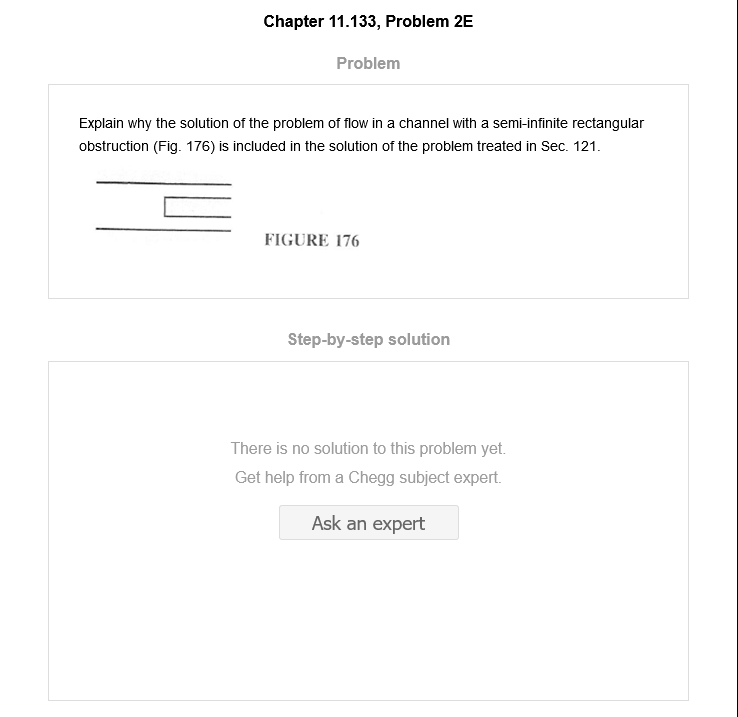 Chapter 11.133, Problem 2E
Problem
Explain why the solution of the problem of flow in a channel with a semi-infinite rectangular
obstruction (Fig. 176) is included in the solution of the problem treated in Sec. 121.
FIGURE 176
Step-by-step solution
There is no solution to this problem yet.
Get help from a Chegg subject expert.
Ask an expert